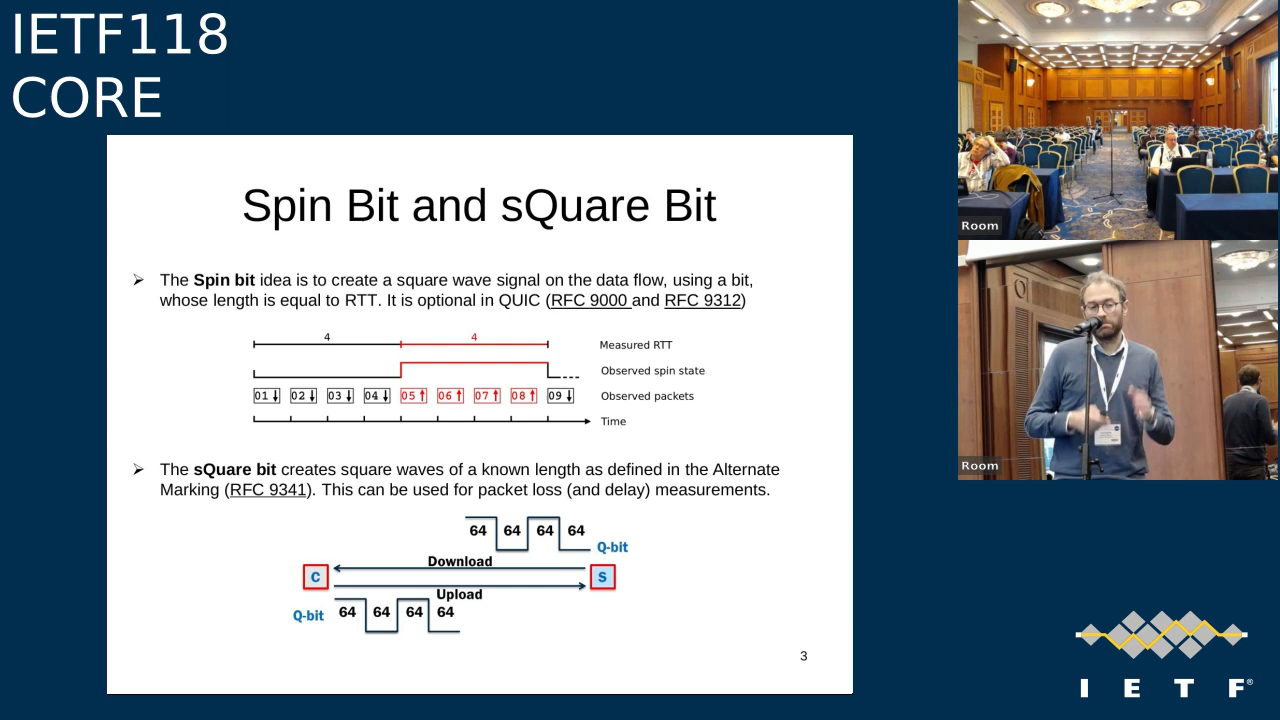 IETF118
CORE
Spin Bit and sQuare Bit
The Spin bit idea is to create a square wave signal on the data flow, using a bit,
whose length is equal to RTT. It is optional in QUIC (RFC 9000 and RFC 9312)
4 4 Measured RTT
Observed spin state
01 02 03 04 05 06 07 08 09 Observed packets
Time
The sQuare bit creates square waves of a known length as defined in the Alternate
Marking (RFC 9341). This can be used for packet loss (and delay) measurements.
64 64 64 64
Q-bit
Download
C S
Upload
Q-bit 64 64 64 64
3
Room
Room
I E T F®